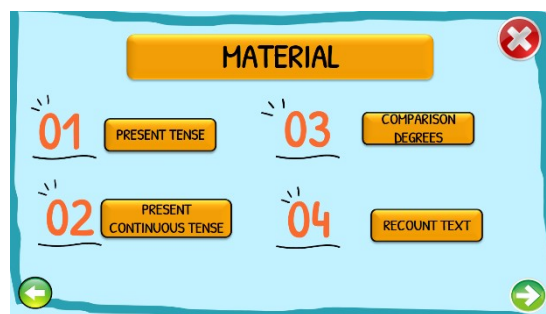 MATERIAL
01
PRESENT TENSE
02
PRESENT
CONTINUOUS TENSE
03
COMPARISON
DEGREES
04
RECOUNT TEXT